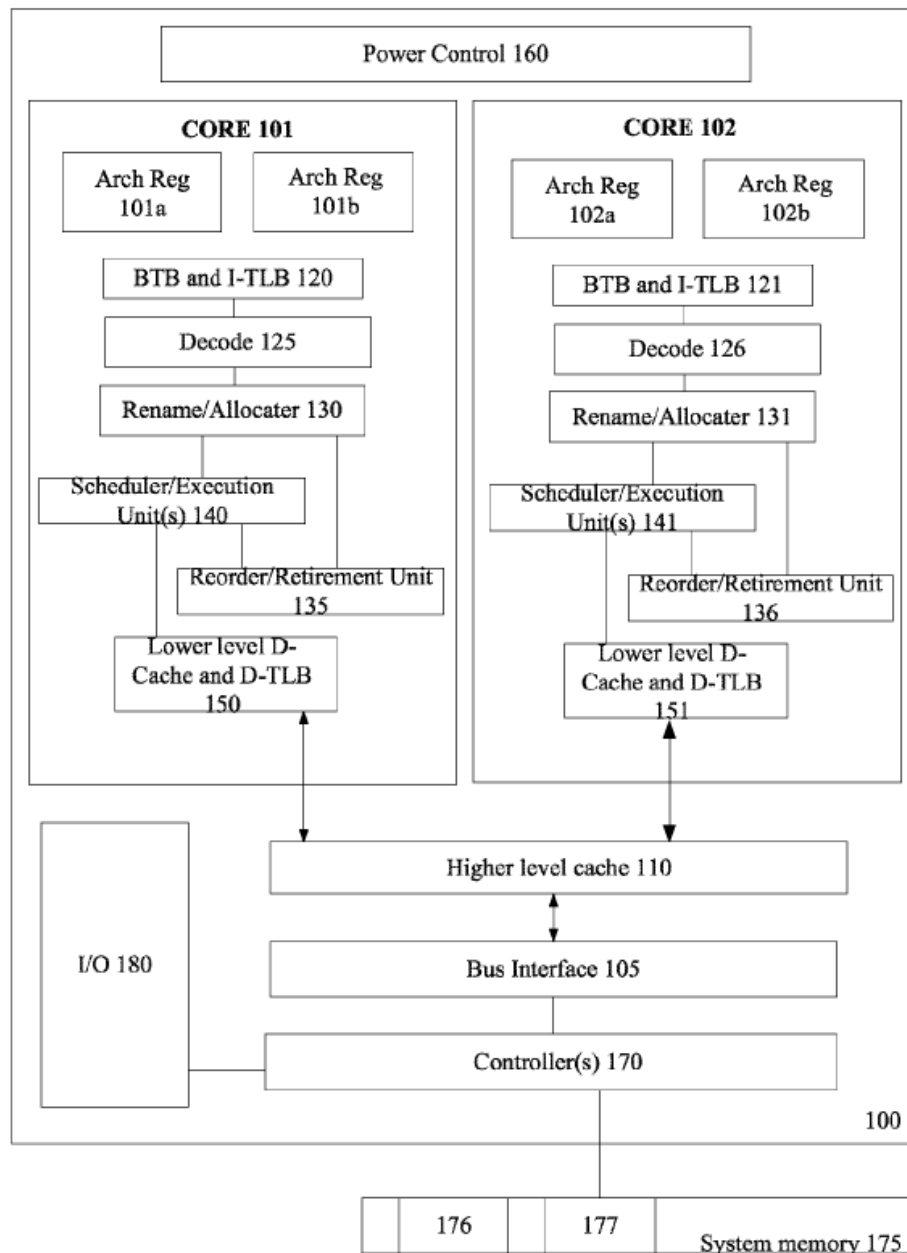 Power Control 160
CORE 101
Arch Reg
101a
Arch Reg
101b
BTB and I-TLB 120
Decode 125
Rename/Allocater 130
Scheduler/Execution
Unit(s) 140
Reorder/Retirement Unit
135
Lower level D-
Cache and D-TLB
150
CORE 102
Arch Reg
102a
Arch Reg
102b
BTB and I-TLB 121
Decode 126
Rename/Allocater 131
Scheduler/Execution
Unit(s) 141
Reorder/Retirement Unit
136
Lower level D-
Cache and D-TLB
151
Higher level cache 110
I/O 180
Bus Interface 105
Controller(s) 170
100
176
177
System memory 175